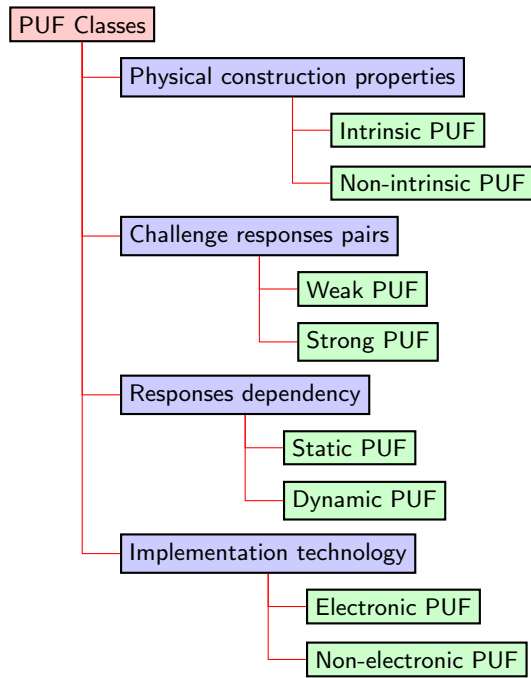 PUF Classes
Physical construction properties
Intrinsic PUF
Non-intrinsic PUF
Challenge responses pairs
Weak PUF
Strong PUF
Responses dependency
Static PUF
Dynamic PUF
Implementation technology
Electronic PUF
Non-electronic PUF